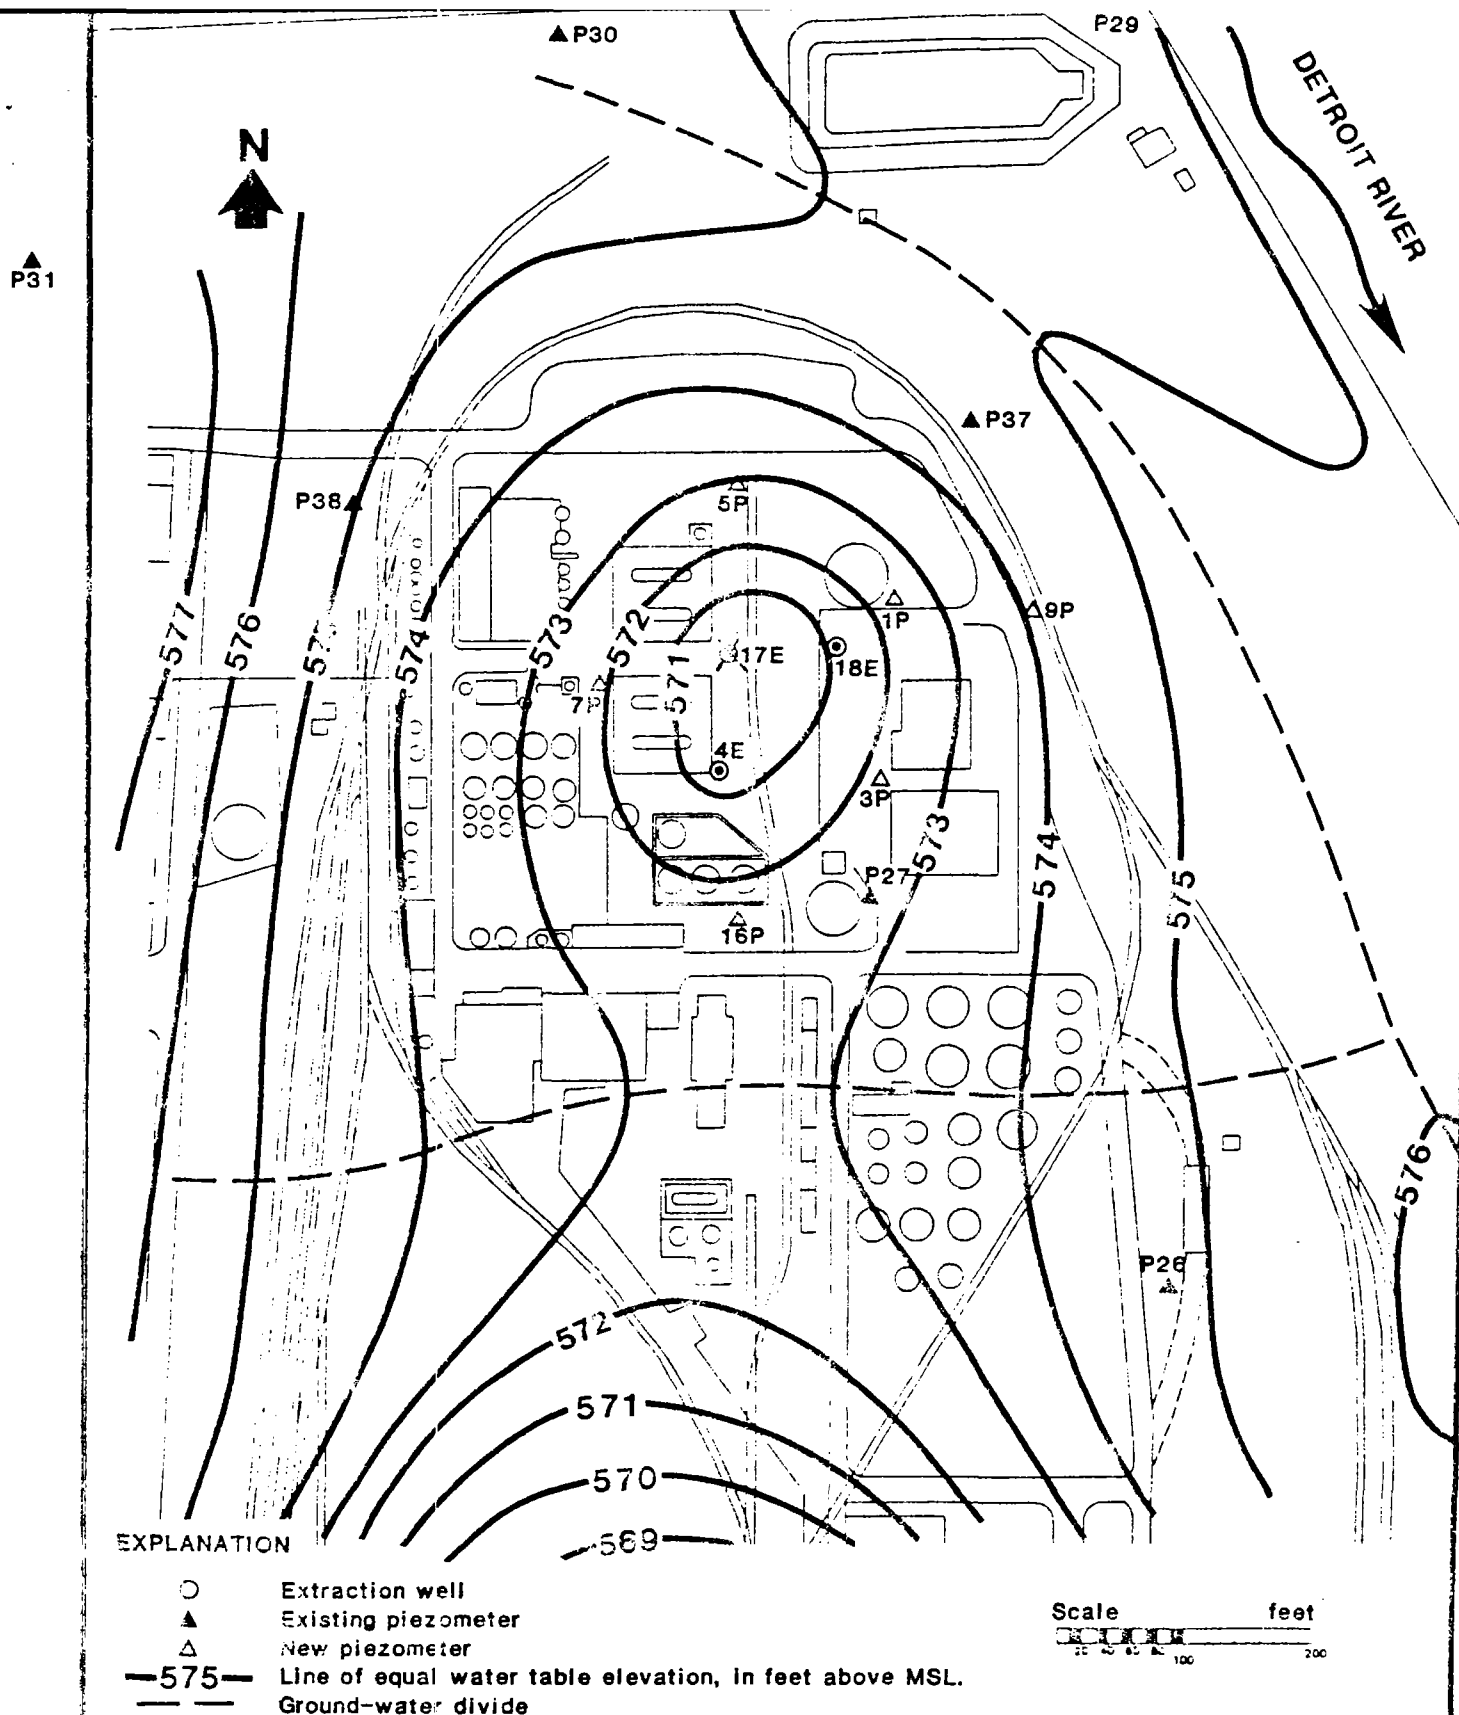 P30
P29
DETROIT RIVER
N
P31
P37
P38
5P
1P
9P
577
576
574
573
572
571
17E
18E
7P
4E
3P
573
P27
574
575
16P
576
P26
572
571
570
569
EXPLANATION
Extraction well
Existing piezometer
New piezometer
575 Line of equal water table elevation, in feet above MSL.
Ground-water divide
Scale feet
100 200